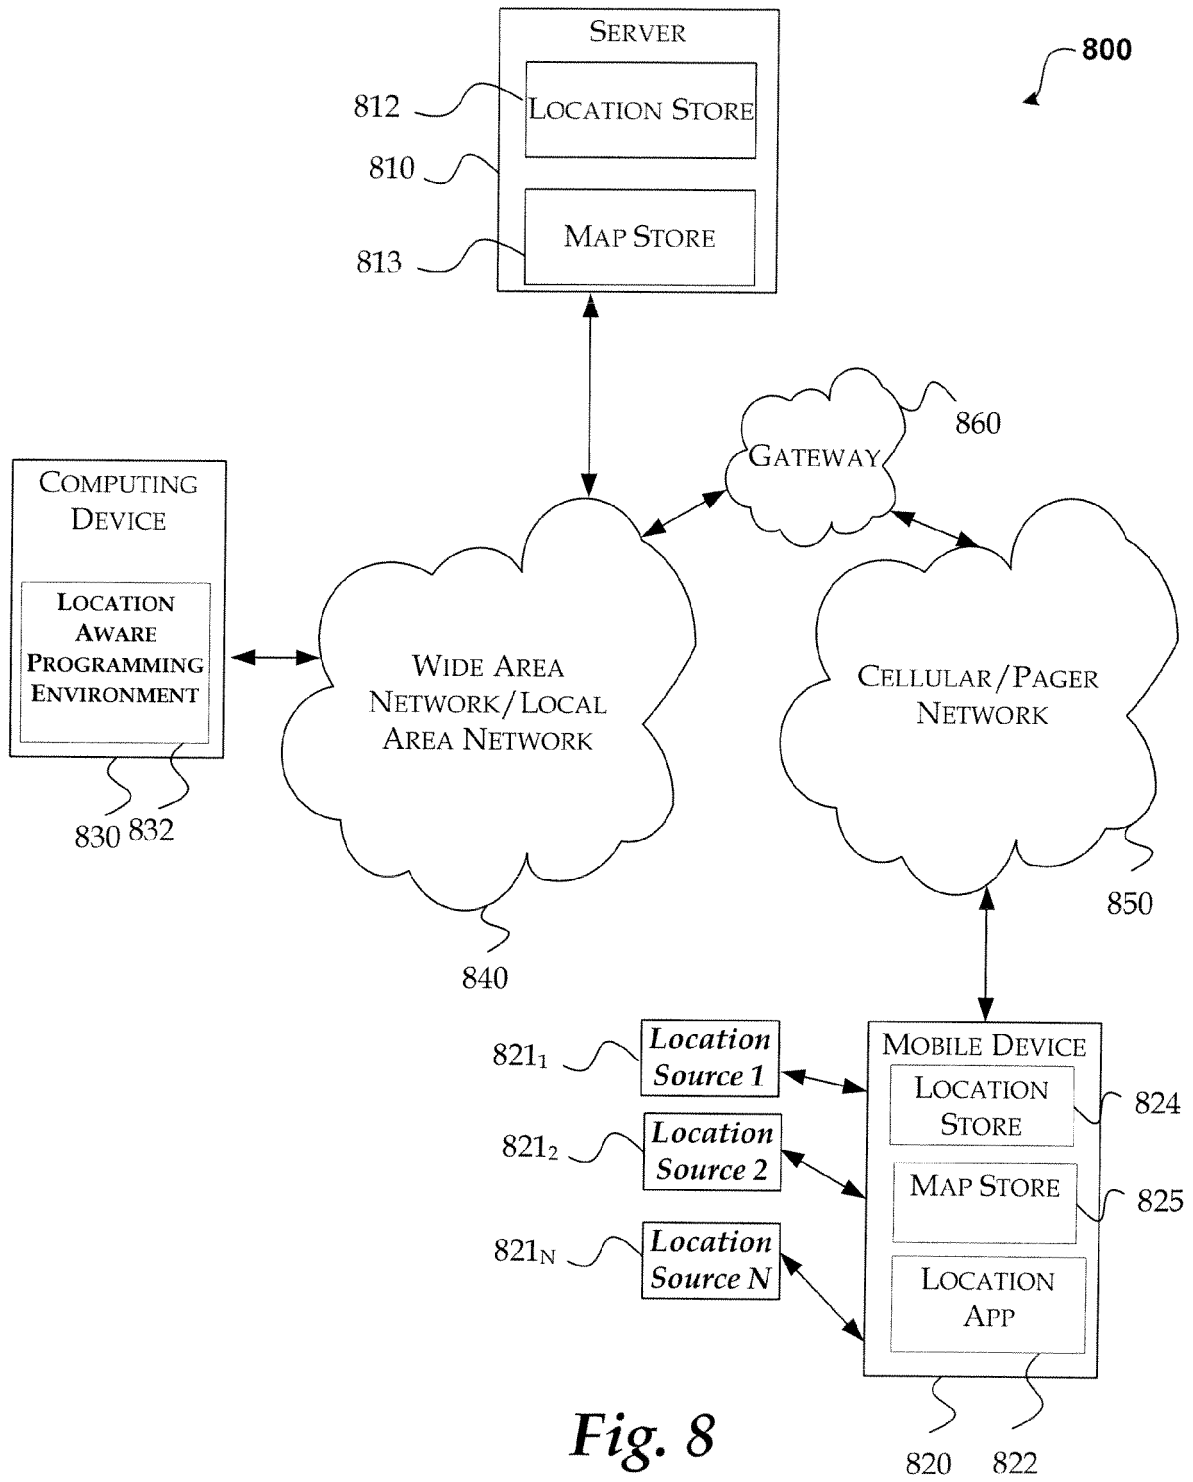 SERVER
800
812
LOCATION STORE
810
MAP STORE
813
860
GATEWAY
COMPUTING
DEVICE
LOCATION
AWARE
PROGRAMMING
ENVIRONMENT
830
832
WIDE AREA
NETWORK/LOCAL
AREA NETWORK
840
CELLULAR/PAGER
NETWORK
850
821₁
Location
Source 1
821₂
Location
Source 2
821N
Location
Source N
MOBILE DEVICE
LOCATION
STORE
824
MAP STORE
825
LOCATION
APP
820
822
Fig. 8